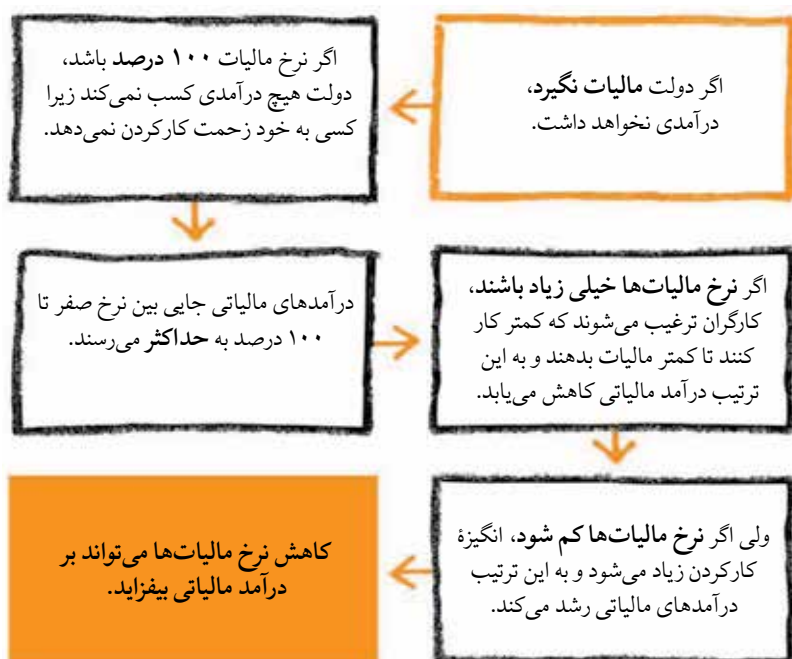 اگر دولت مالیات نگیرد،
درآمدی نخواهد داشت.
اگر نرخ مالیات ۱۰۰ درصد باشد،
دولت هیچ درآمدی کسب نمی‌کند زیرا
کسی به خود زحمت کارکردن نمی‌دهد.
درآمدهای مالیاتی جایی بین نرخ صفر تا
۱۰۰ درصد به حداکثر می‌رسند.
اگر نرخ مالیات‌ها خیلی زیاد باشند،
کارگران ترغیب می‌شوند که کمتر کار
کنند تا کمتر مالیات بدهند و به این
ترتیب درآمد مالیاتی کاهش می‌یابد.
ولی اگر نرخ مالیات‌ها کم شود، انگیزهٔ
کارکردن زیاد می‌شود و به این ترتیب
درآمدهای مالیاتی رشد می‌کند.
کاهش نرخ مالیات‌ها می‌تواند بر
درآمد مالیاتی بیفزاید.